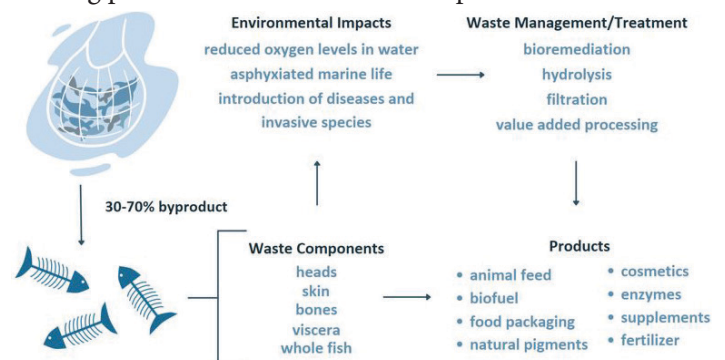 Environmental Impacts
reduced oxygen levels in water
asphyxiated marine life
introduction of diseases and
invasive species
Waste Management/Treatment
bioremediation
hydrolysis
filtration
value added processing
30-70% byproduct
Waste Components
heads
skin
bones
viscera
whole fish
Products
• animal feed
• biofuel
• food packaging
• natural pigments
• cosmetics
• enzymes
• supplements
• fertilizer